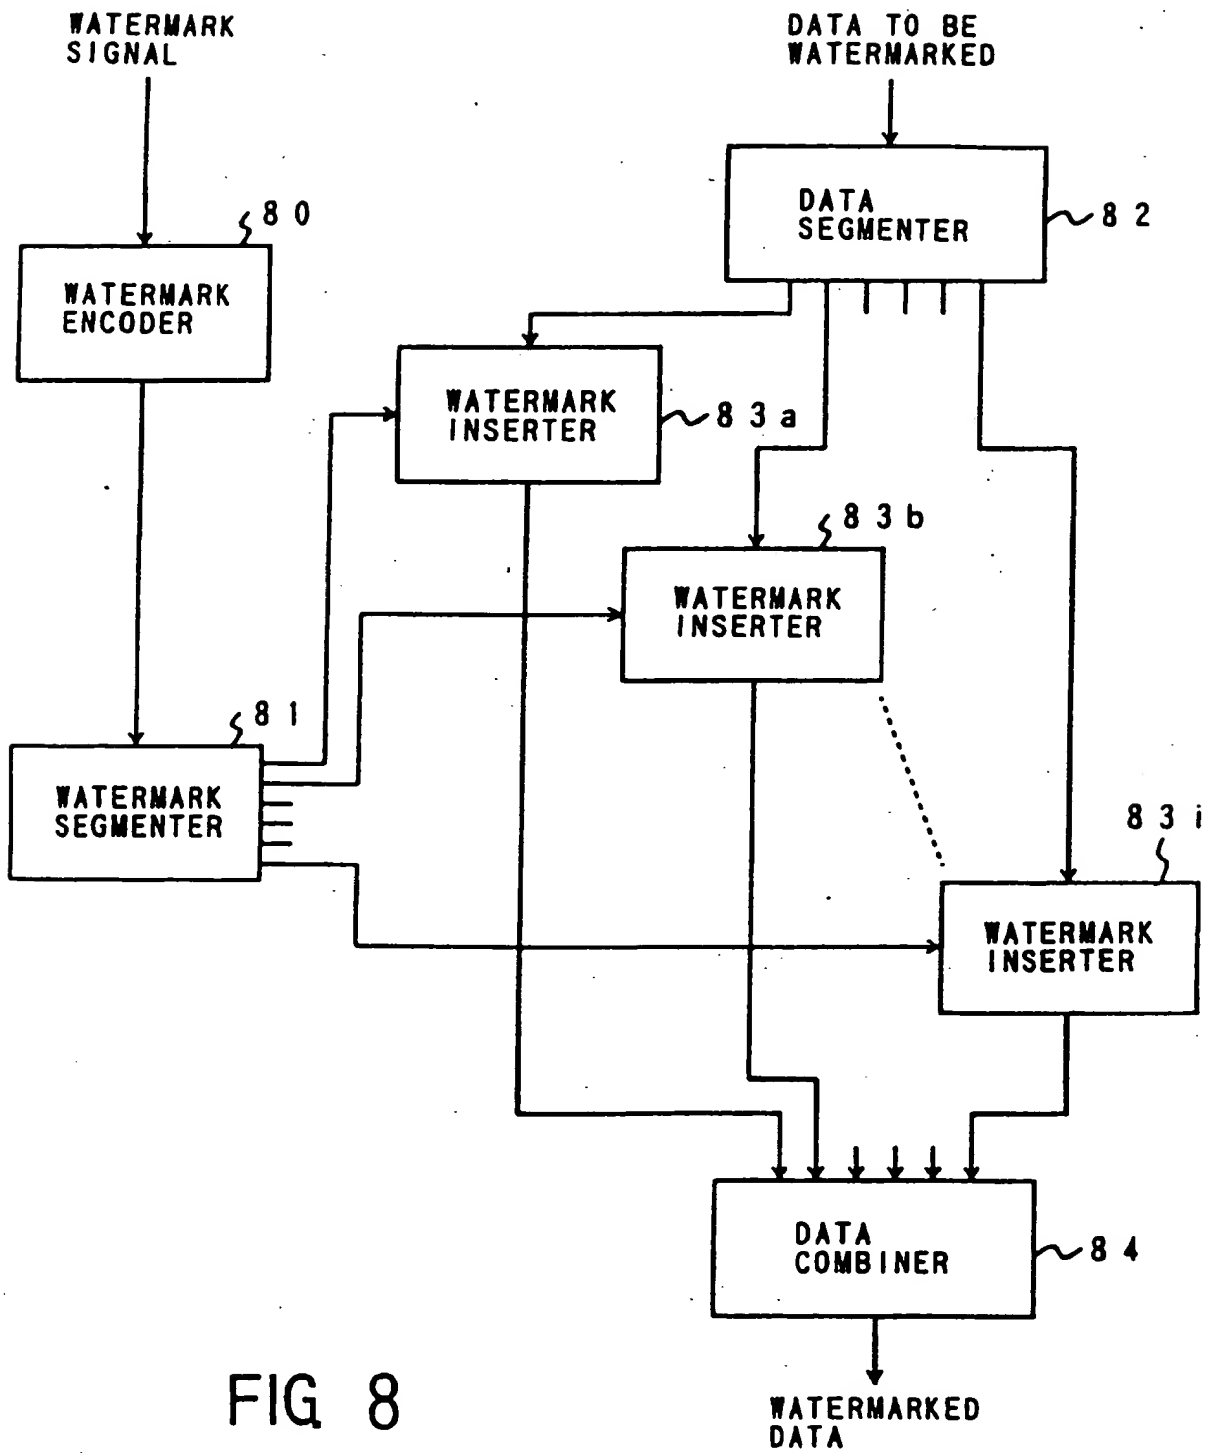 WATERMARK
SIGNAL
DATA TO BE
WATERMARKED
80
WATERMARK
ENCODER
DATA
SEGMENTER
82
WATERMARK
INSERTER
83a
83b
WATERMARK
INSERTER
81
WATERMARK
SEGMENTER
83i
WATERMARK
INSERTER
DATA
COMBINER
84
FIG. 8
WATERMARKED
DATA